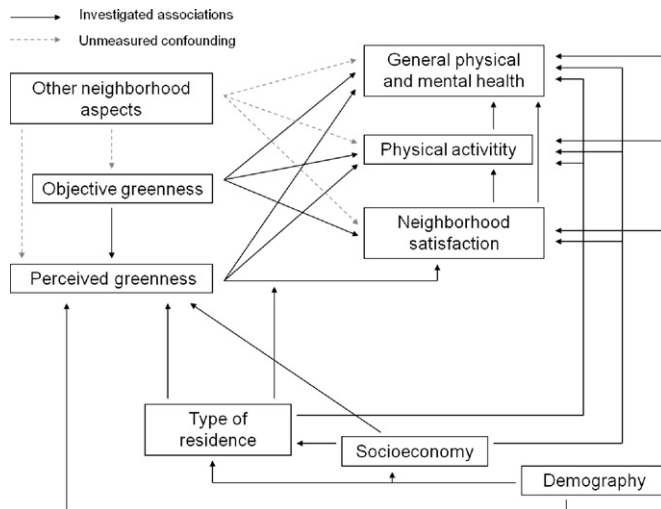 Investigated associations
Unmeasured confounding
Other neighborhood
aspects
General physical
and mental health
Physical activitity
Objective greenness
Neighborhood
satisfaction
Perceived greenness
Type of
residence
Socioeconomy
Demography